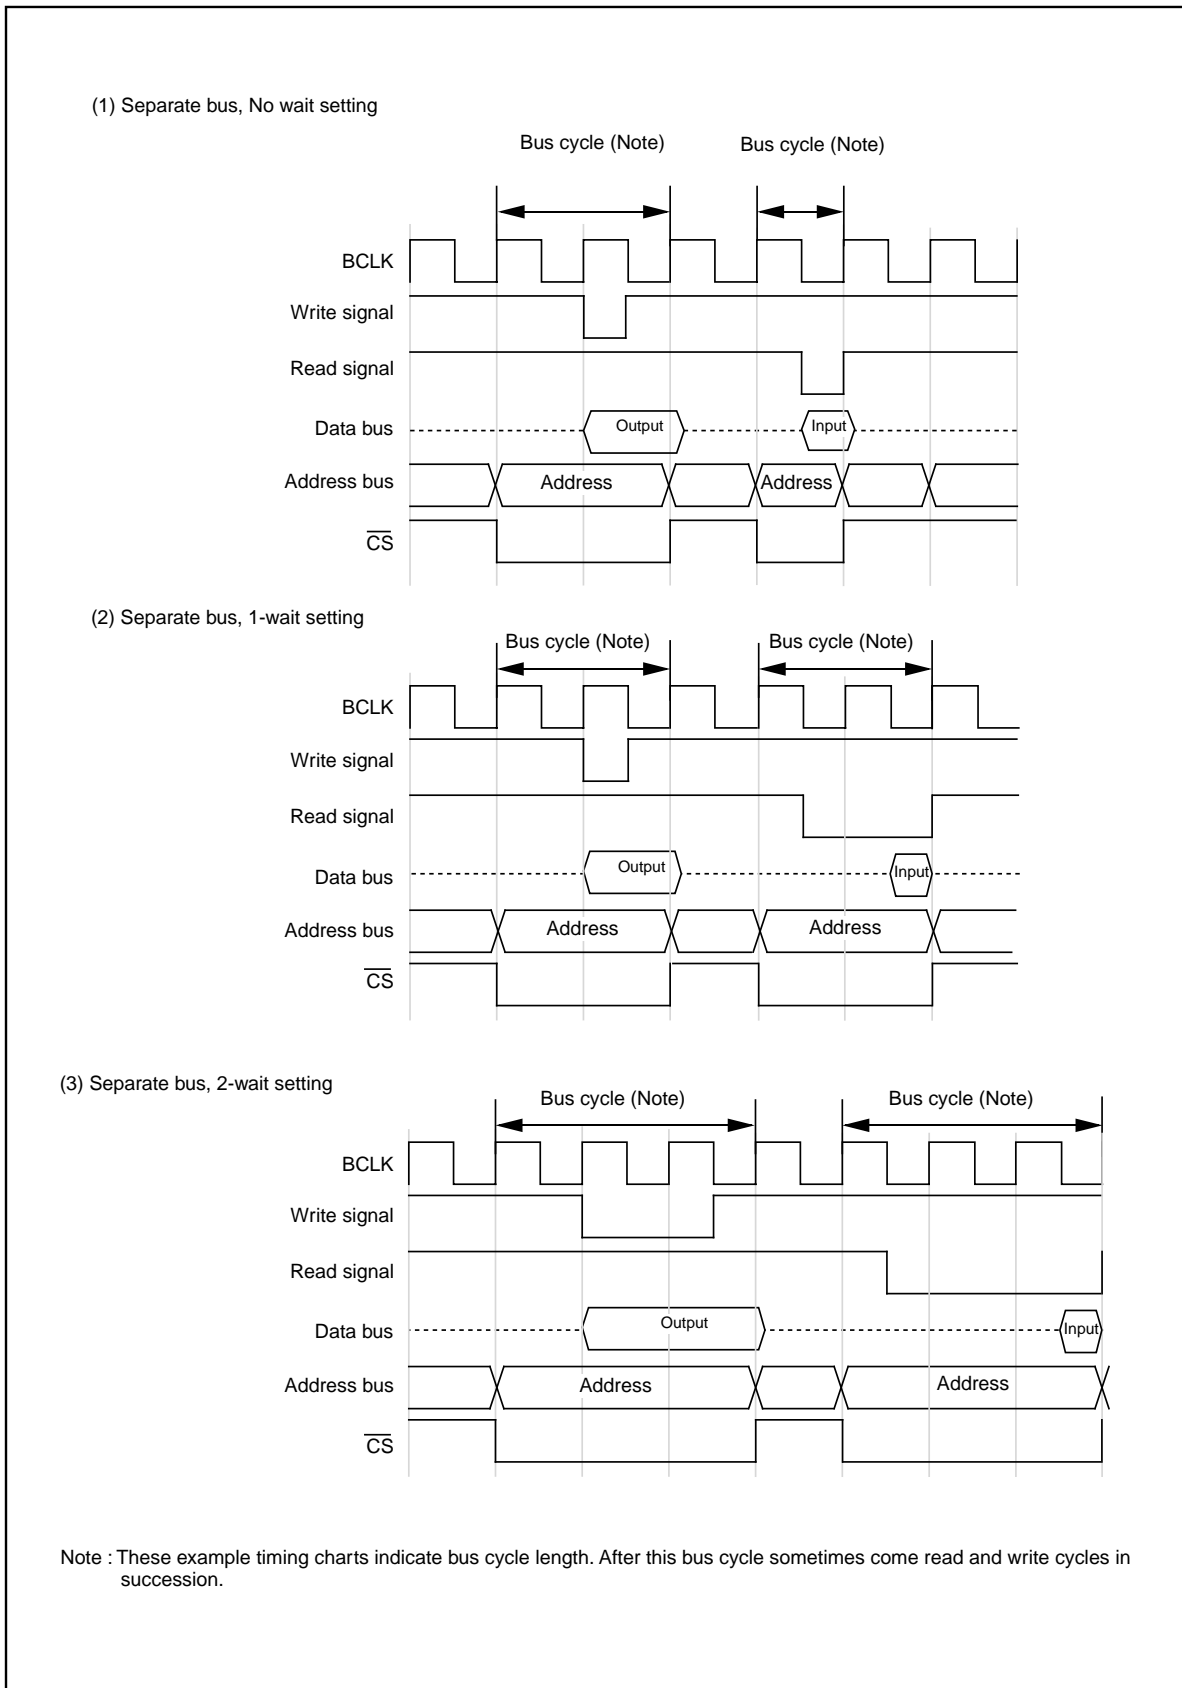 (1) Separate bus, No wait setting
Bus cycle (Note) Bus cycle (Note)
BCLK
Write signal
Read signal
Data bus Output Input
Address bus Address Address
CS
(2) Separate bus, 1-wait setting
Bus cycle (Note) Bus cycle (Note)
BCLK
Write signal
Read signal
Data bus Output Input
Address bus Address Address
CS
(3) Separate bus, 2-wait setting
Bus cycle (Note) Bus cycle (Note)
BCLK
Write signal
Read signal
Data bus Output Input
Address bus Address Address
CS
Note : These example timing charts indicate bus cycle length. After this bus cycle sometimes come read and write cycles in
succession.